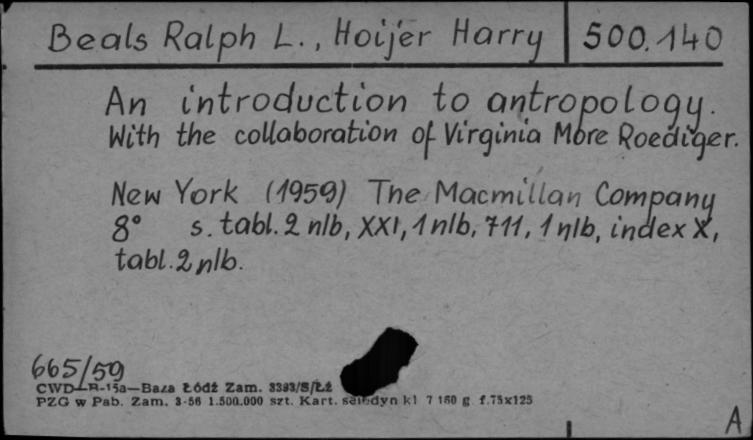 Beals Ralph L., Hoijer Harry 500.140
An introduction to antropology.
With the collaboration of Virginia More Roediger.
New York (1959) The Macmillan Company
8° s. tabl. 2 nlb, XXI, 1 nlb, 711, 1 nlb, index X,
tabl. 2 nlb.
665/59
CWD—B-15a—Baza Łódź Zam. 3393/S/Łż
PZG w Pab. Zam. 3-56 1.500.000 szt. Kart. kl 7 160 g f.75x125
A